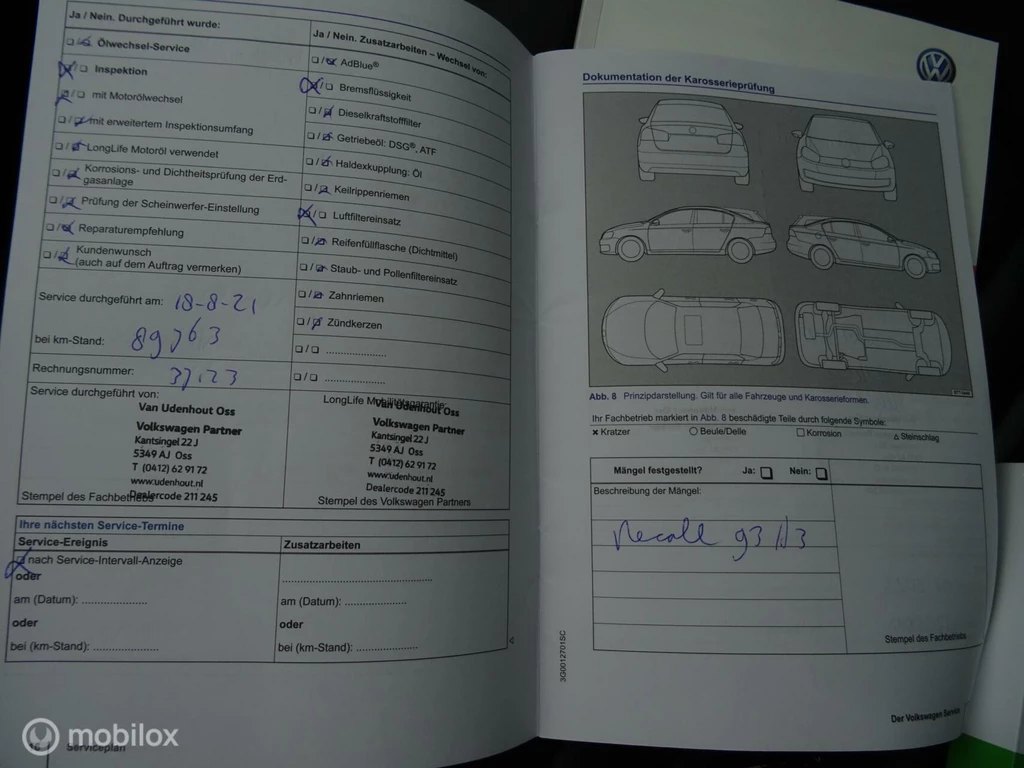 Ja / Nein. Durchgeführt wurde:
Ölwechsel-Service
Inspektion
mit Motorölwechsel
mit erweitertem Inspektionsumfang
LongLife Motoröl verwendet
Korrosions- und Dichtheitsprüfung der Erd-
gasanlage
Prüfung der Scheinwerfer-Einstellung
Reparaturempfehlung
Kundenwunsch
(auch auf dem Auftrag vermerken)
Service durchgeführt am: 18-8-21
bei km-Stand: 89763
Rechnungsnummer: 37123
Service durchgeführt von:
Van Udenhout Oss
Volkswagen Partner
Kantsingel 22 J
5349 AJ Oss
T (0412) 62 91 72
www.udenhout.nl
Dealercode 211 245
Stempel des Fachbetriebs
Ja / Nein. Zusatzarbeiten – Wechsel von:
AdBlue®
Bremsflüssigkeit
Dieselkraftstofffilter
Getriebeöl: DSG®, ATF
Haldexkupplung: Öl
Keilrippenriemen
Luftfiltereinsatz
Reifenfüllflasche (Dichtmittel)
Staub- und Pollenfiltereinsatz
Zahnriemen
Zündkerzen
LongLife Mobilitätsgarantie:
Van Udenhout Oss
Volkswagen Partner
Kantsingel 22 J
5349 AJ Oss
T (0412) 62 91 72
www.udenhout.nl
Dealercode 211 245
Stempel des Volkswagen Partners
Ihre nächsten Service-Termine
Service-Ereignis
nach Service-Intervall-Anzeige
oder
am (Datum):
oder
bei (km-Stand):
Zusatzarbeiten
am (Datum):
oder
bei (km-Stand):
Serviceplan
Dokumentation der Karosserieprüfung
Abb. 8 Prinzipdarstellung. Gilt für alle Fahrzeuge und Karosserieformen.
Ihr Fachbetrieb markiert in Abb. 8 beschädigte Teile durch folgende Symbole:
× Kratzer ○ Beule/Delle □ Korrosion △ Steinschlag
Mängel festgestellt? Ja: Nein:
Beschreibung der Mängel:
Recall 93
Stempel des Fachbetriebs
3G0012701SC
Der Volkswagen Service
mobilox